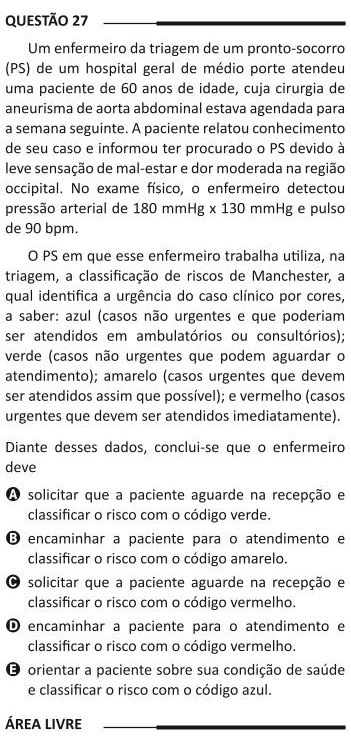 QUESTÃO 27
Um enfermeiro da triagem de um pronto-socorro
(PS) de um hospital geral de médio porte atendeu
uma paciente de 60 anos de idade, cuja cirurgia de
aneurisma de aorta abdominal estava agendada para
a semana seguinte. A paciente relatou conhecimento
de seu caso e informou ter procurado o PS devido à
leve sensação de mal-estar e dor moderada na região
occipital. No exame físico, o enfermeiro detectou
pressão arterial de 180 mmHg x 130 mmHg e pulso
de 90 bpm.
O PS em que esse enfermeiro trabalha utiliza, na
triagem, a classificação de riscos de Manchester, a
qual identifica a urgência do caso clínico por cores,
a saber: azul (casos não urgentes e que poderiam
ser atendidos em ambulatórios ou consultórios);
verde (casos não urgentes que podem aguardar o
atendimento); amarelo (casos urgentes que devem
ser atendidos assim que possível); e vermelho (casos
urgentes que devem ser atendidos imediatamente).
Diante desses dados, conclui-se que o enfermeiro
deve
A solicitar que a paciente aguarde na recepção e
classificar o risco com o código verde.
B encaminhar a paciente para o atendimento e
classificar o risco com o código amarelo.
C solicitar que a paciente aguarde na recepção e
classificar o risco com o código vermelho.
D encaminhar a paciente para o atendimento e
classificar o risco com o código vermelho.
E orientar a paciente sobre sua condição de saúde
e classificar o risco com o código azul.
ÁREA LIVRE